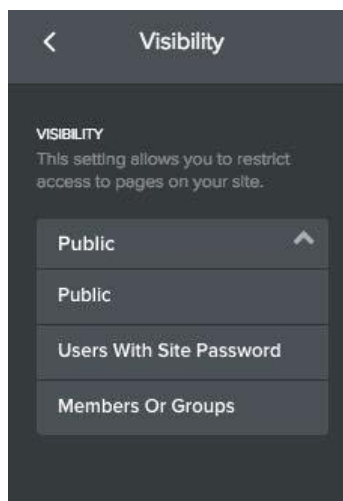 Visibility
VISIBILITY
This setting allows you to restrict
access to pages on your site.
Public
Public
Users With Site Password
Members Or Groups